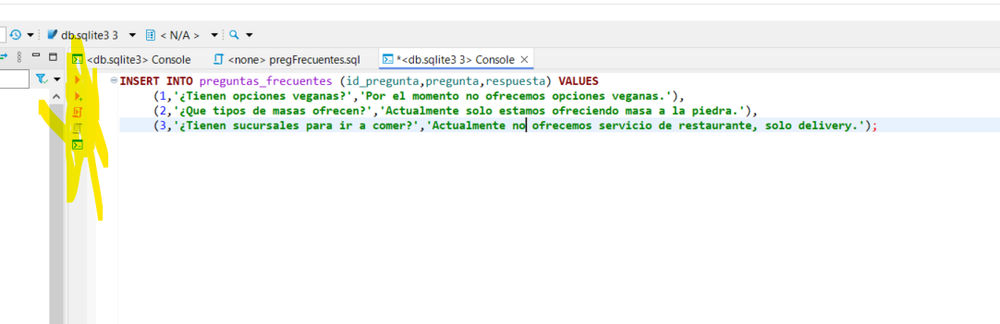 db.sqlite3 3 < N/A >
<db.sqlite3> Console <none> pregFrecuentes.sql *<db.sqlite3 3> Console
INSERT INTO preguntas_frecuentes (id_pregunta,pregunta,respuesta) VALUES
(1,'¿Tienen opciones veganas?','Por el momento no ofrecemos opciones veganas.'),
(2,'¿Que tipos de masas ofrecen?','Actualmente solo estamos ofreciendo masa a la piedra.'),
(3,'¿Tienen sucursales para ir a comer?','Actualmente no ofrecemos servicio de restaurante, solo delivery.');